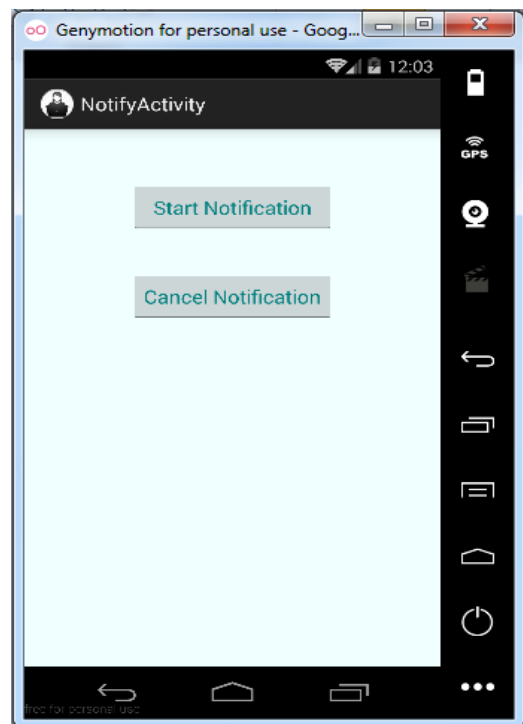 Genymotion for personal use - Goog...
12:03
NotifyActivity
GPS
Start Notification
Cancel Notification
free for personal use